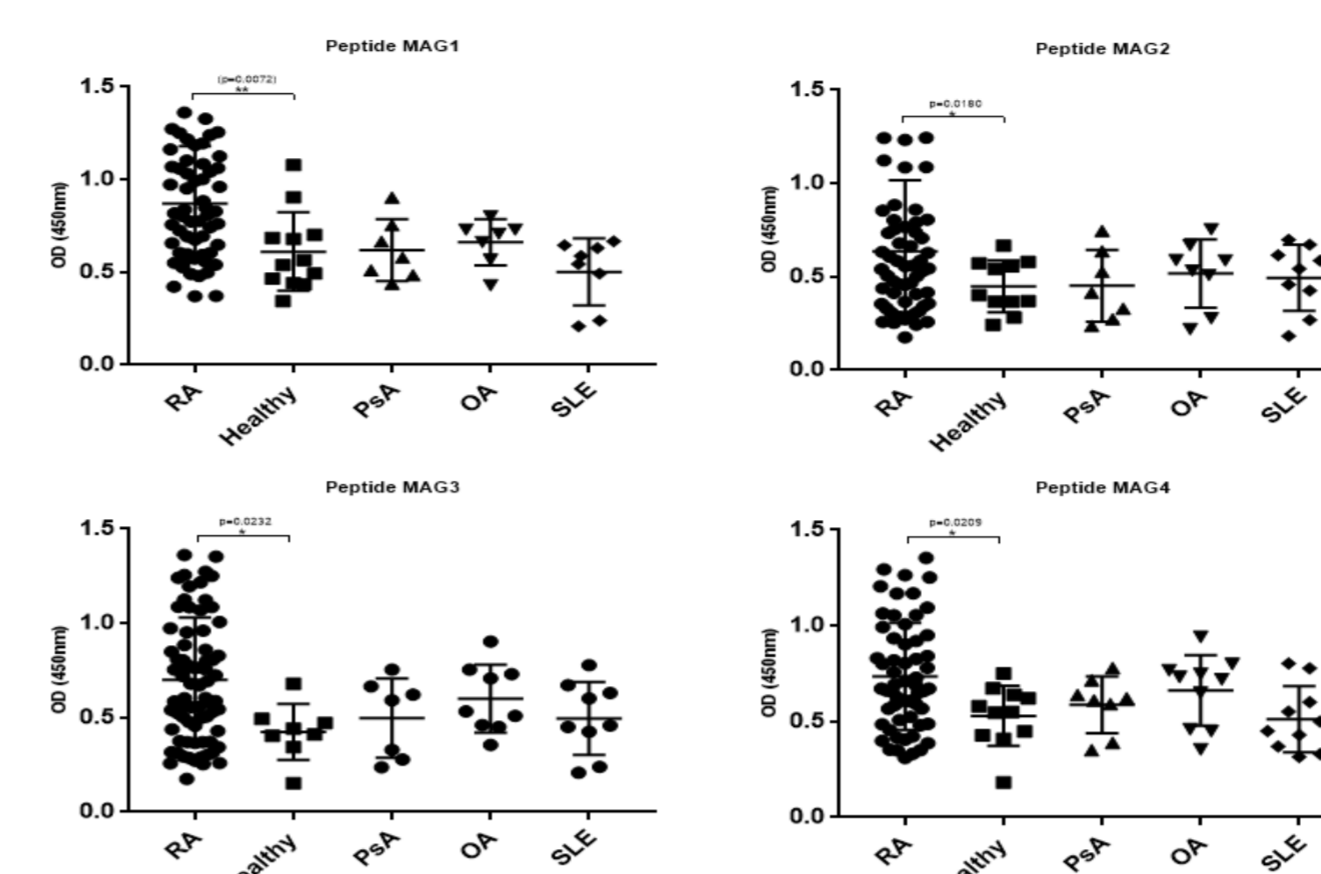 Peptide MAG1
(p=0.0072)
**
1.5
1.0
0.5
0.0
OD (450nm)
RA
Healthy
PsA
OA
SLE
Peptide MAG2
p=0.0180
*
1.5
1.0
0.5
0.0
OD (450nm)
RA
Healthy
PsA
OA
SLE
Peptide MAG3
p=0.0232
*
1.5
1.0
0.5
0.0
OD (450nm)
RA
ealthy
PsA
OA
SLE
Peptide MAG4
p=0.0209
*
1.5
1.0
0.5
0.0
OD (450nm)
RA
althy
PsA
OA
SLE